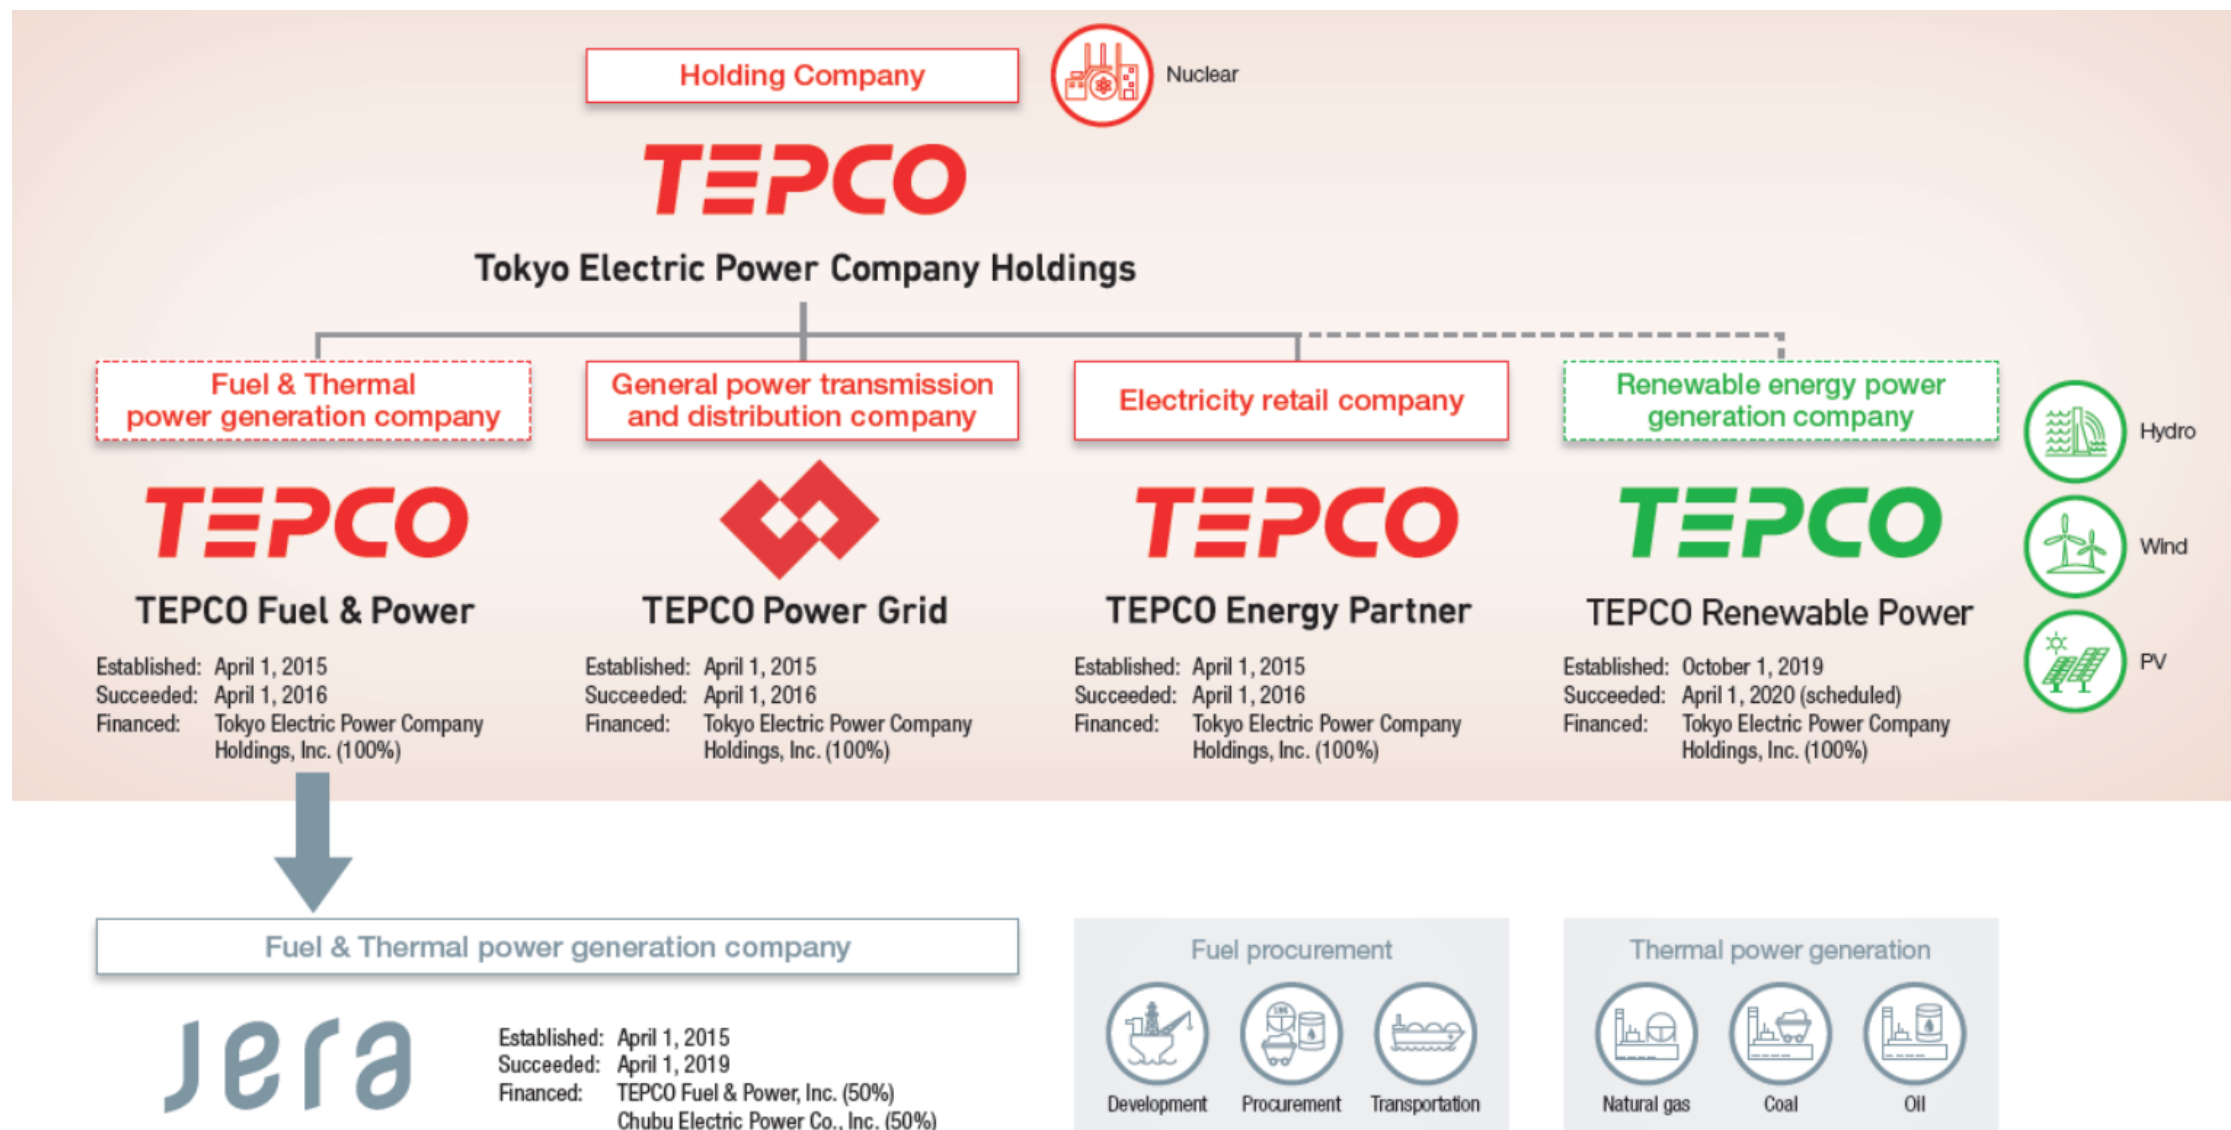 Holding Company
Nuclear
TEPCO
Tokyo Electric Power Company Holdings
Fuel & Thermal
power generation company
TEPCO
TEPCO Fuel & Power
Established: April 1, 2015
Succeeded: April 1, 2016
Financed: Tokyo Electric Power Company
Holdings, Inc. (100%)
General power transmission
and distribution company
TEPCO Power Grid
Established: April 1, 2015
Succeeded: April 1, 2016
Financed: Tokyo Electric Power Company
Holdings, Inc. (100%)
Electricity retail company
TEPCO
TEPCO Energy Partner
Established: April 1, 2015
Succeeded: April 1, 2016
Financed: Tokyo Electric Power Company
Holdings, Inc. (100%)
Renewable energy power
generation company
TEPCO
TEPCO Renewable Power
Established: October 1, 2019
Succeeded: April 1, 2020 (scheduled)
Financed: Tokyo Electric Power Company
Holdings, Inc. (100%)
Hydro
Wind
PV
Fuel & Thermal power generation company
Jera
Established: April 1, 2015
Succeeded: April 1, 2019
Financed: TEPCO Fuel & Power, Inc. (50%)
Chubu Electric Power Co., Inc. (50%)
Fuel procurement
LNG
Development
Procurement
Transportation
Thermal power generation
Natural gas
Coal
Oil